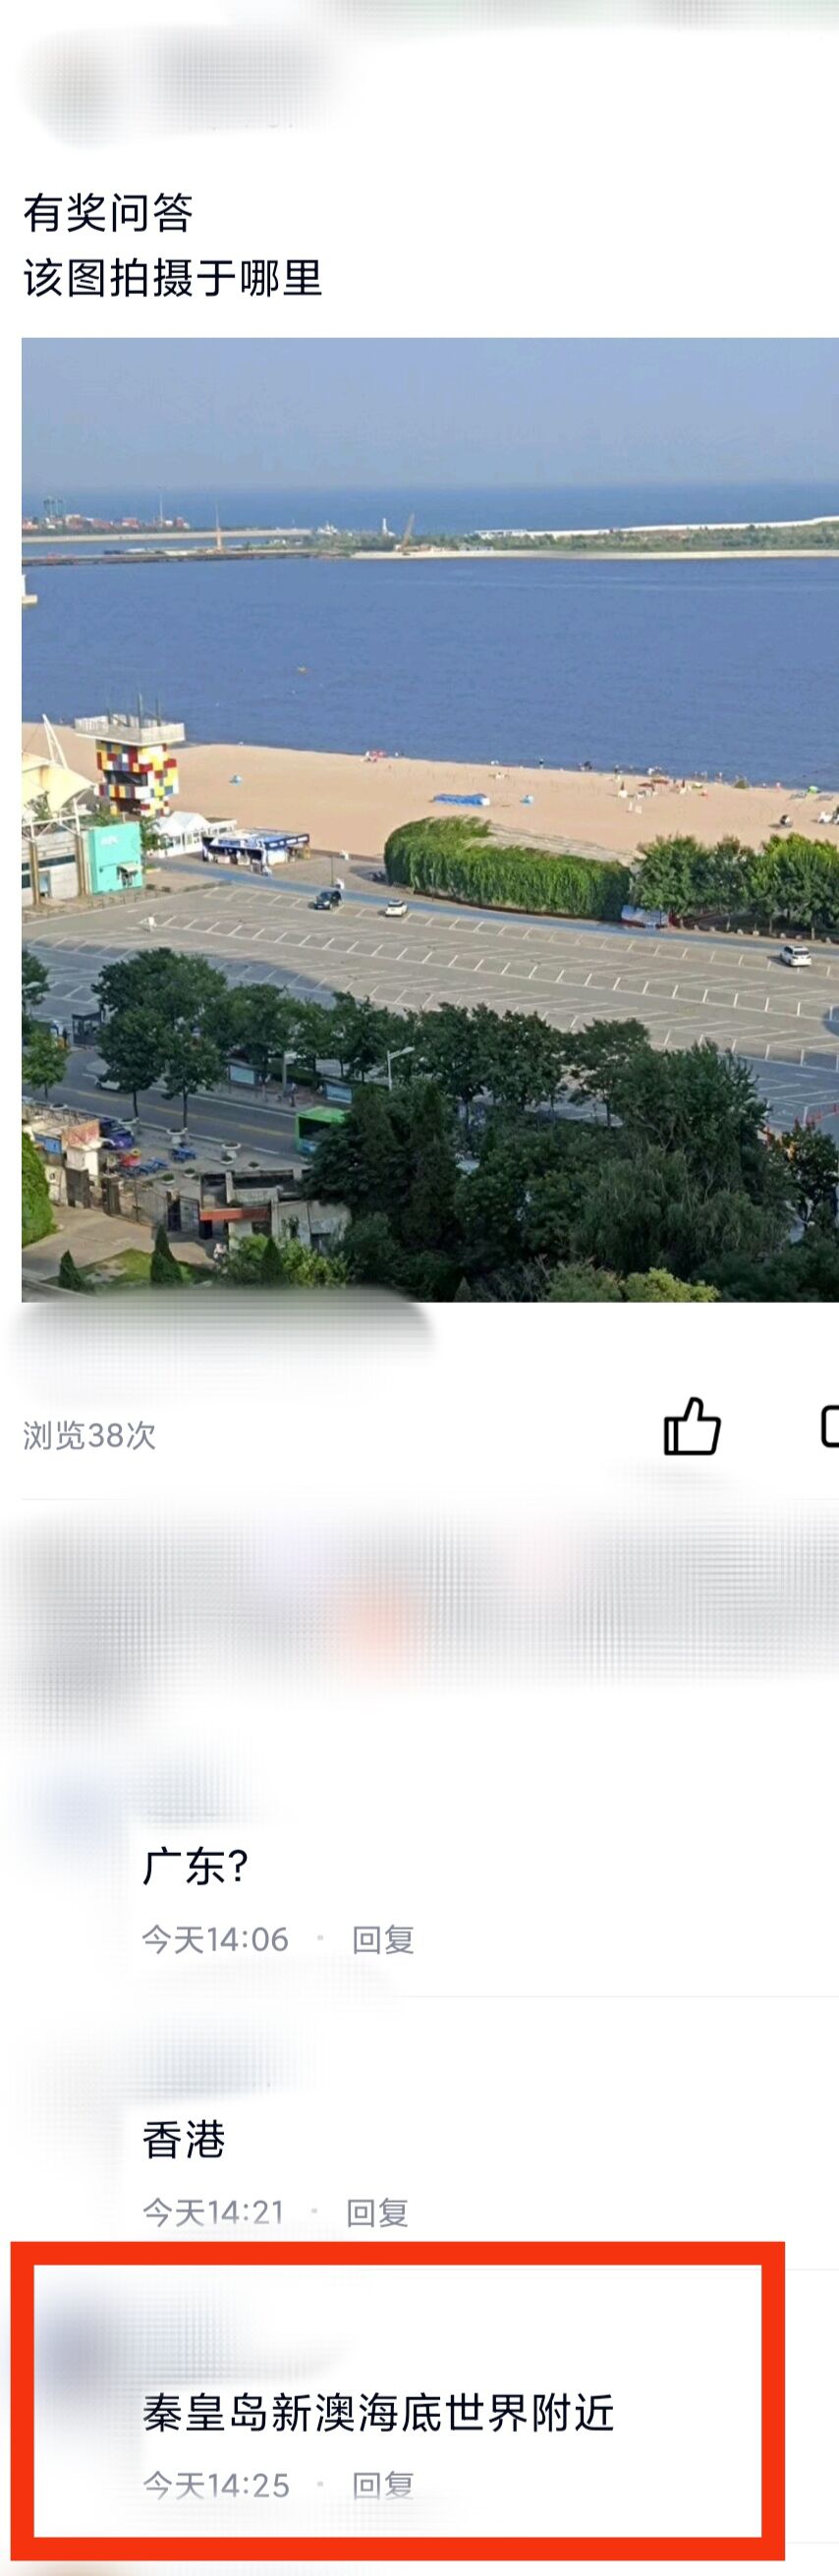 有奖问答
该图拍摄于哪里
浏览38次
广东?
今天14:06 · 回复
香港
今天14:21 · 回复
秦皇岛新澳海底世界附近
今天14:25 · 回复